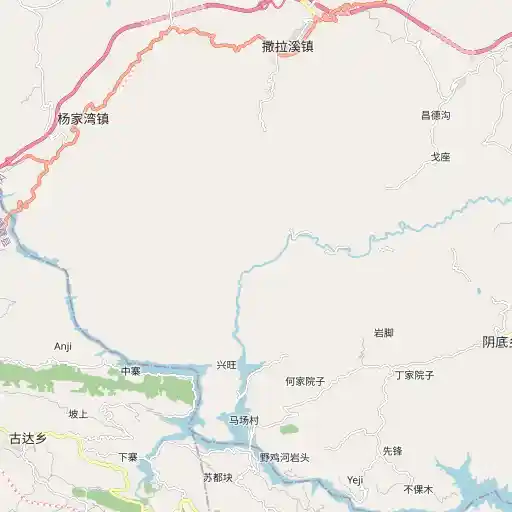 撒拉溪镇
杨家湾镇
昌德沟
戈座
岩脚
阴底乡
Anji
兴旺
中寨
何家院子
丁家院子
坡上
马场村
古达乡
下寨
野鸡河岩头
先锋
苏都块
Yeji
不倮木